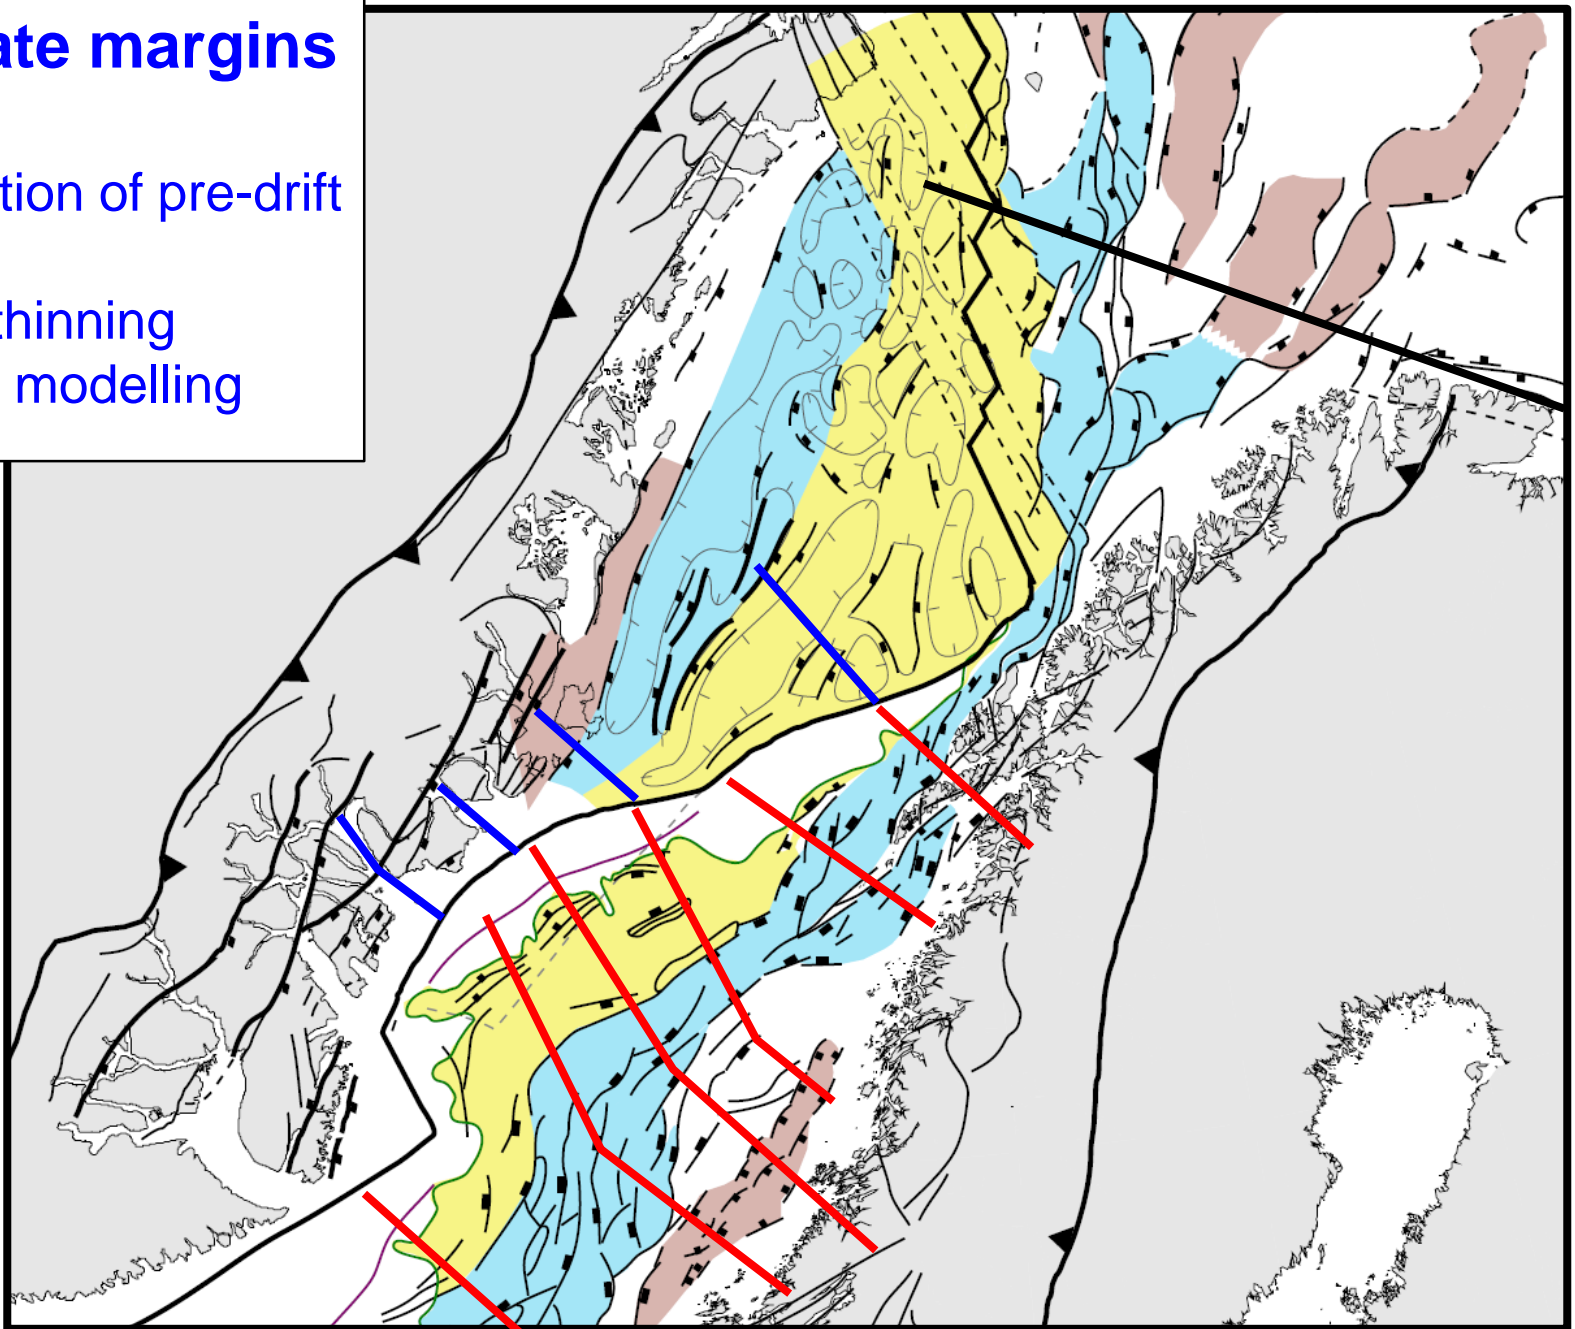 ate margins
tion of pre-drift
thinning
modelling